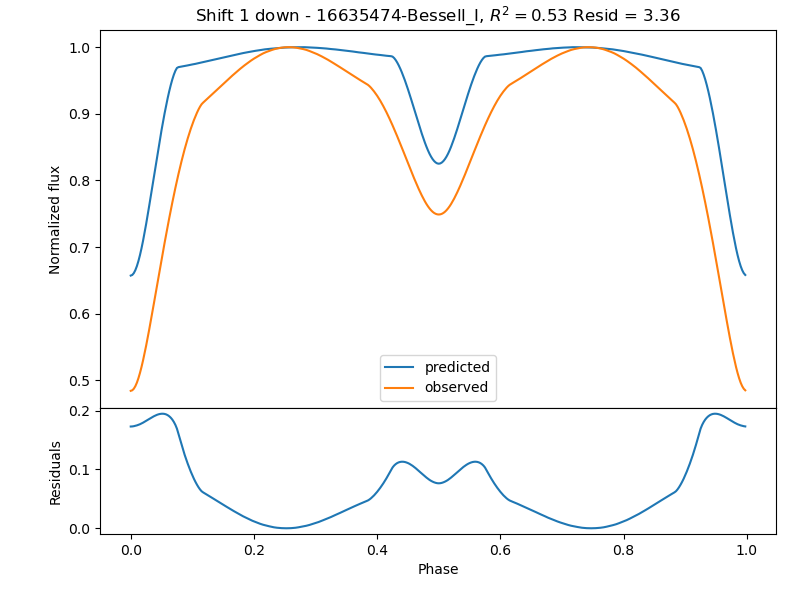 Shift 1 down - 16635474-Bessell_I, R² = 0.53 Resid = 3.36
1.0
0.9
0.8
0.7
0.6
0.5
Normalized flux
predicted
observed
0.2
0.1
0.0
Residuals
0.0 0.2 0.4 0.6 0.8 1.0
Phase